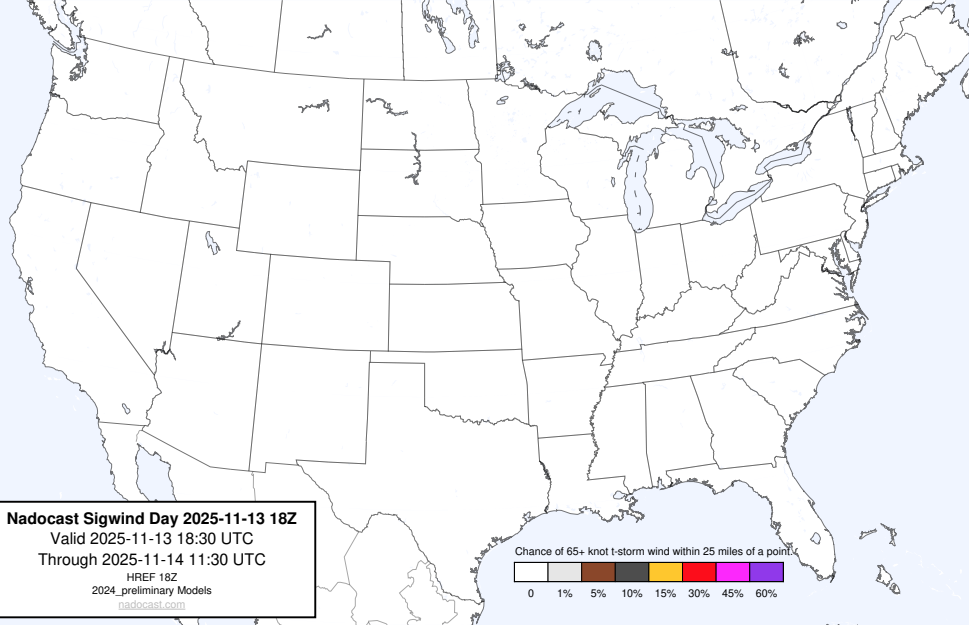 Nadocast Sigwind Day 2025-11-13 18Z
Valid 2025-11-13 18:30 UTC
Through 2025-11-14 11:30 UTC
HREF 18Z
2024_preliminary Models
nadocast.com
Chance of 65+ knot t-storm wind within 25 miles of a point.
0 1% 5% 10% 15% 30% 45% 60%